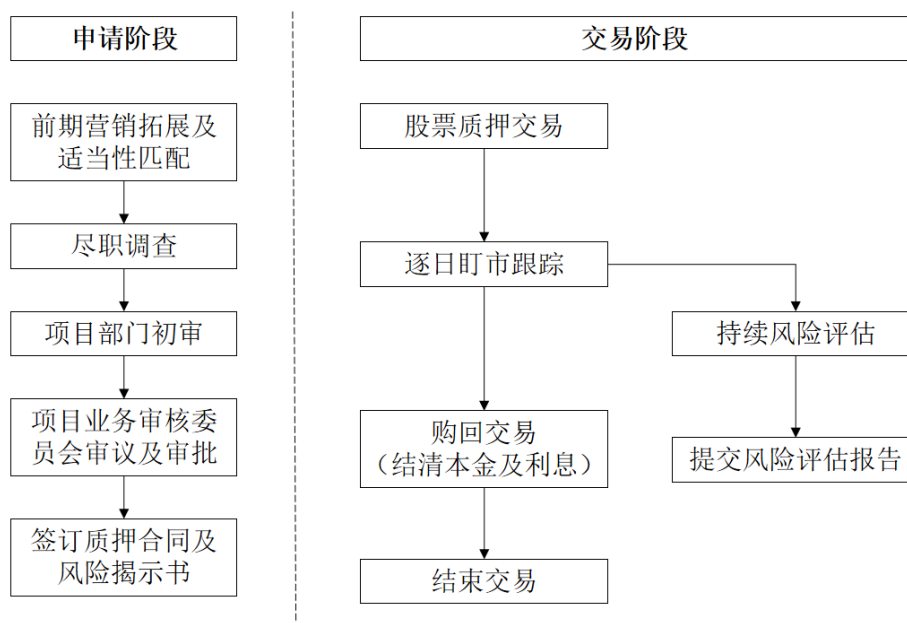 申请阶段
前期营销拓展及
适当性匹配
尽职调查
项目部门初审
项目业务审核委
员会审议及审批
签订质押合同及
风险揭示书
交易阶段
股票质押交易
逐日盯市跟踪
持续风险评估
购回交易
（结清本金及利息）
提交风险评估报告
结束交易